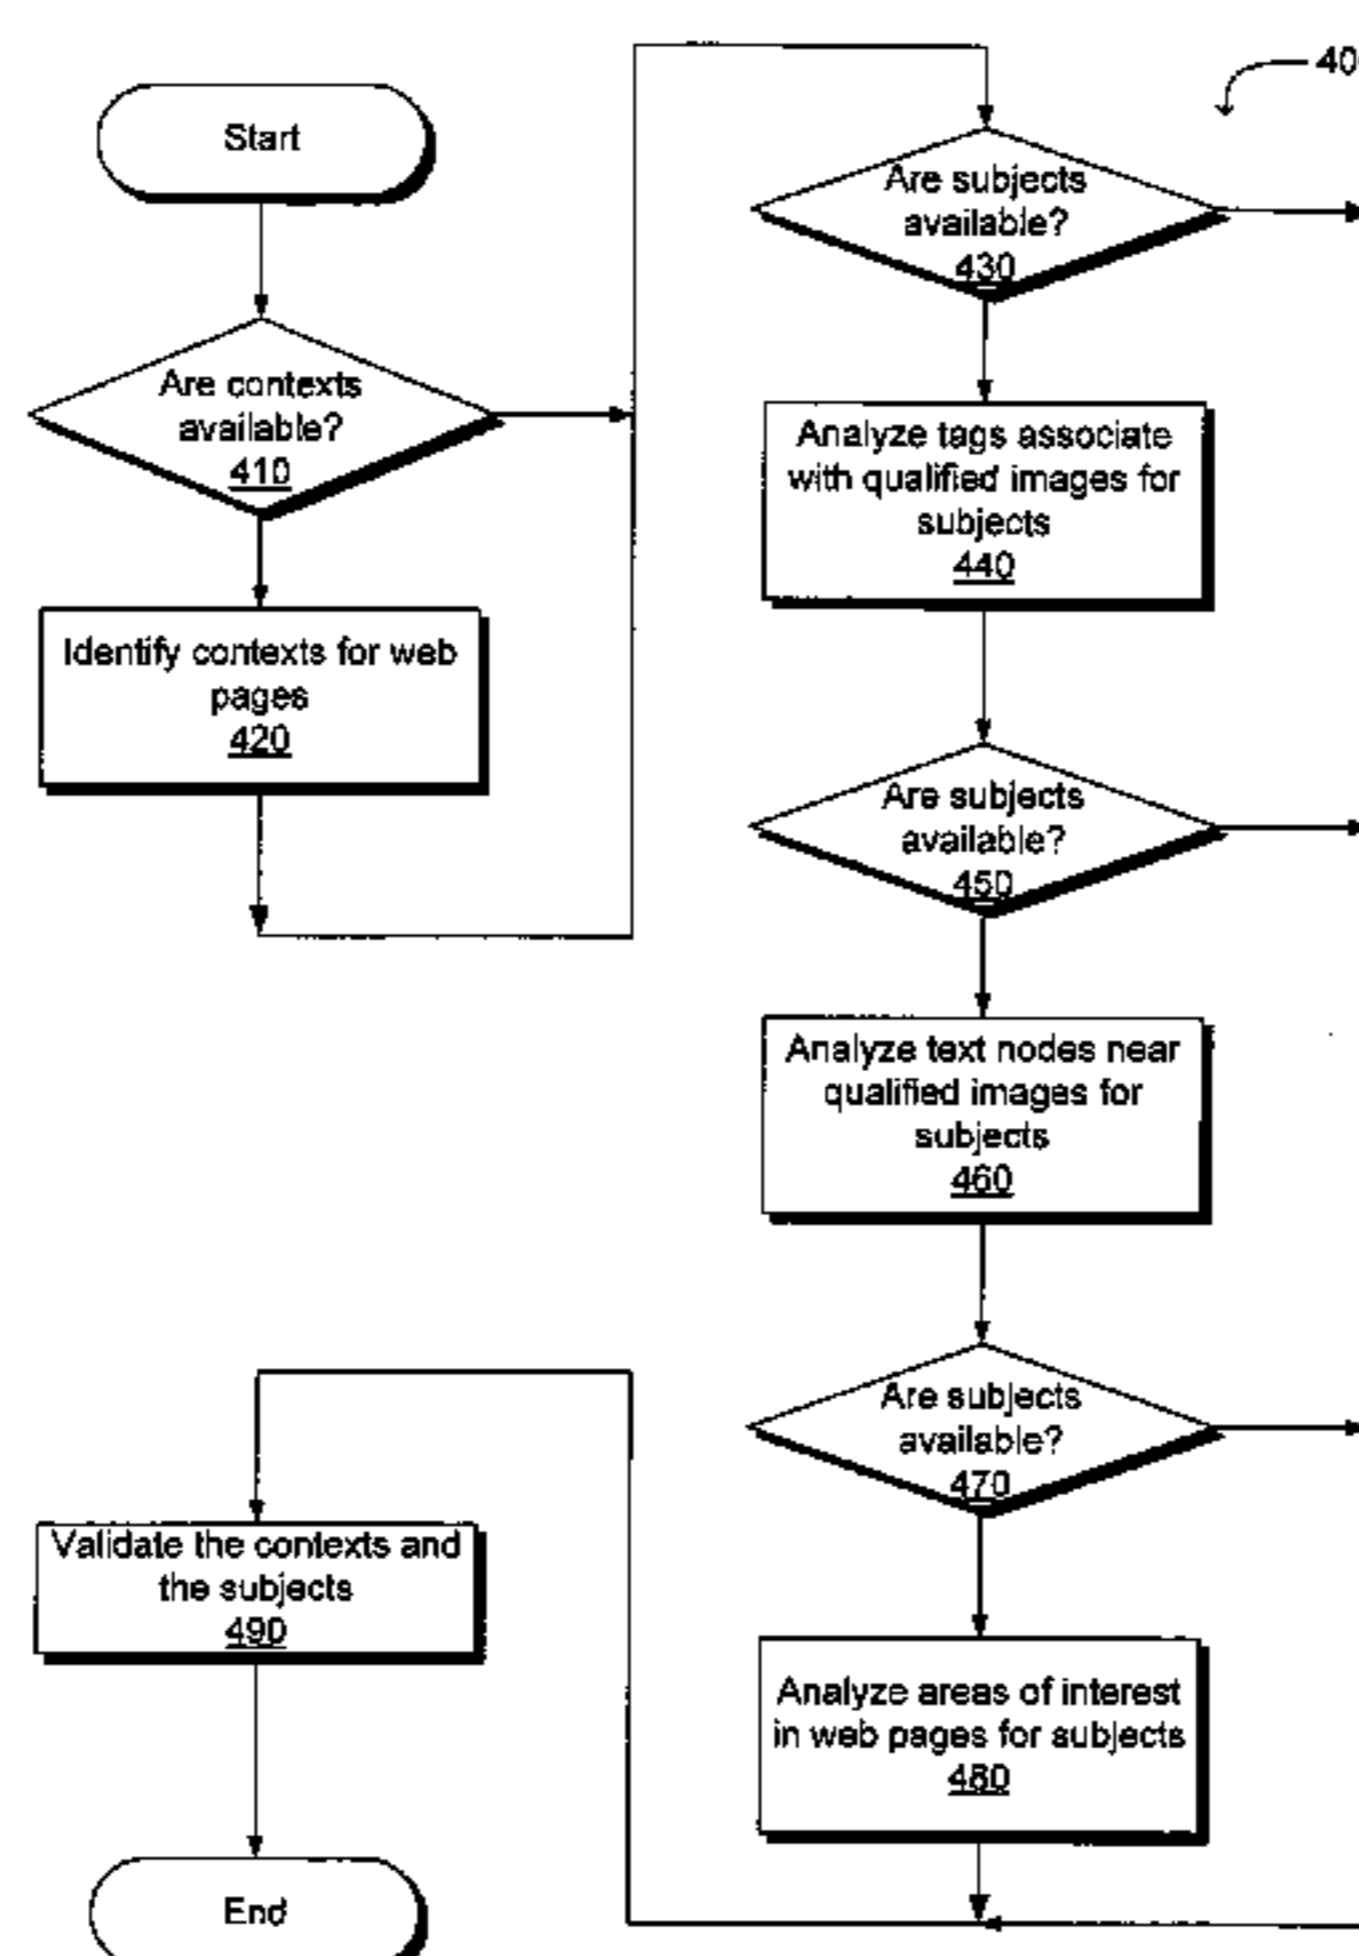 Start
Are contexts
available?
410
Identify contexts for web
pages
420
40
Are subjects
available?
430
Analyze tags associate
with qualified images for
subjects
440
Are subjects
available?
450
Analyze text nodes near
qualified images for
subjects
460
Are subjects
available?
470
Analyze areas of interest
in web pages for subjects
480
Validate the contexts and
the subjects
490
End